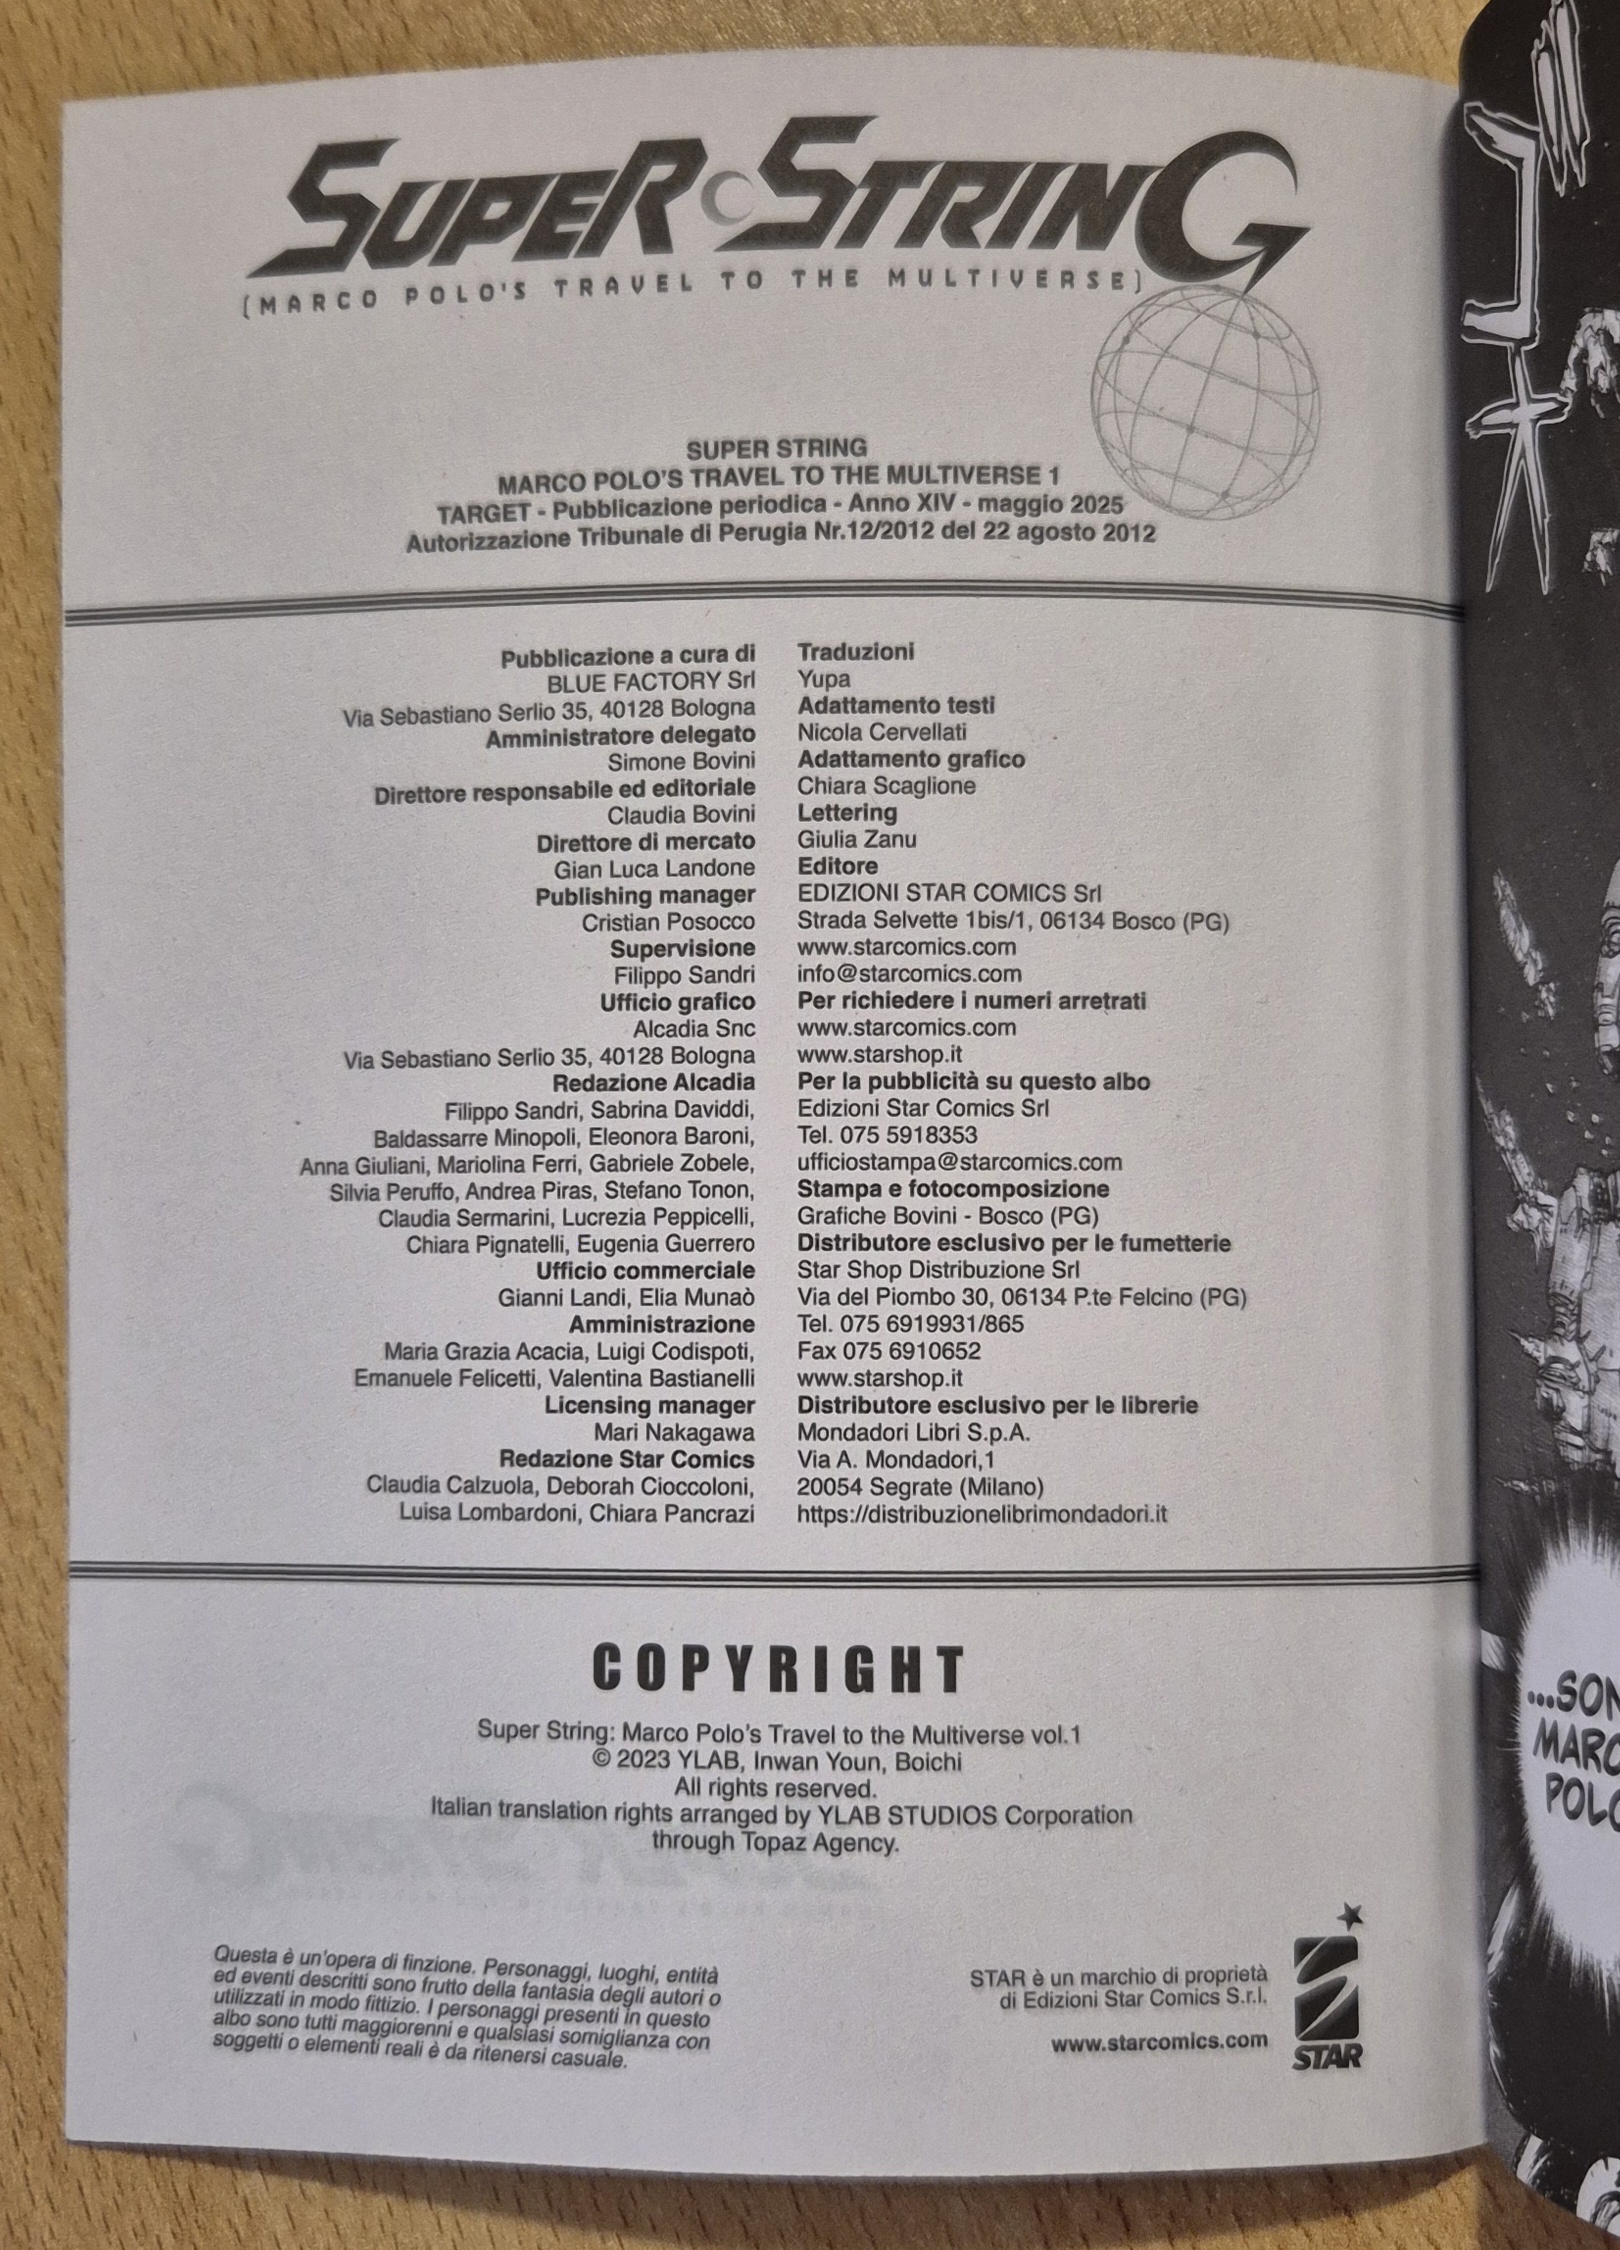 SUPER STRING
(MARCO POLO'S TRAVEL TO THE MULTIVERSE)
SUPER STRING
MARCO POLO'S TRAVEL TO THE MULTIVERSE 1
TARGET - Pubblicazione periodica - Anno XIV - maggio 2025
Autorizzazione Tribunale di Perugia Nr.12/2012 del 22 agosto 2012
Pubblicazione a cura di
BLUE FACTORY Srl
Via Sebastiano Serlio 35, 40128 Bologna
Amministratore delegato
Simone Bovini
Direttore responsabile ed editoriale
Claudia Bovini
Direttore di mercato
Gian Luca Landone
Publishing manager
Cristian Posocco
Supervisione
Filippo Sandri
Ufficio grafico
Alcadia Snc
Via Sebastiano Serlio 35, 40128 Bologna
Redazione Alcadia
Filippo Sandri, Sabrina Daviddi,
Baldassarre Minopoli, Eleonora Baroni,
Anna Giuliani, Mariolina Ferri, Gabriele Zobele,
Silvia Peruffo, Andrea Piras, Stefano Tonon,
Claudia Sermarini, Lucrezia Peppicelli,
Chiara Pignatelli, Eugenia Guerrero
Ufficio commerciale
Gianni Landi, Elia Munaò
Amministrazione
Maria Grazia Acacia, Luigi Codispoti,
Emanuele Felicetti, Valentina Bastianelli
Licensing manager
Mari Nakagawa
Redazione Star Comics
Claudia Calzuola, Deborah Cioccoloni,
Luisa Lombardoni, Chiara Pancrazi
Traduzioni
Yupa
Adattamento testi
Nicola Cervellati
Adattamento grafico
Chiara Scaglione
Lettering
Giulia Zanu
Editore
EDIZIONI STAR COMICS Srl
Strada Selvette 1bis/1, 06134 Bosco (PG)
www.starcomics.com
info@starcomics.com
Per richiedere i numeri arretrati
www.starcomics.com
www.starshop.it
Per la pubblicità su questo albo
Edizioni Star Comics Srl
Tel. 075 5918353
ufficiostampa@starcomics.com
Stampa e fotocomposizione
Grafiche Bovini - Bosco (PG)
Distributore esclusivo per le fumetterie
Star Shop Distribuzione Srl
Via del Piombo 30, 06134 P.te Felcino (PG)
Tel. 075 6919931/865
Fax 075 6910652
www.starshop.it
Distributore esclusivo per le librerie
Mondadori Libri S.p.A.
Via A. Mondadori,1
20054 Segrate (Milano)
https://distribuzionelibrimondadori.it
COPYRIGHT
Super String: Marco Polo's Travel to the Multiverse vol.1
© 2023 YLAB, Inwan Youn, Boichi
All rights reserved.
Italian translation rights arranged by YLAB STUDIOS Corporation
through Topaz Agency.
Questa è un'opera di finzione. Personaggi, luoghi, entità
ed eventi descritti sono frutto della fantasia degli autori o
utilizzati in modo fittizio. I personaggi presenti in questo
albo sono tutti maggiorenni e qualsiasi somiglianza con
soggetti o elementi reali è da ritenersi casuale.
STAR è un marchio di proprietà
di Edizioni Star Comics S.r.l.
www.starcomics.com
STAR
...SON
MARC
POLO